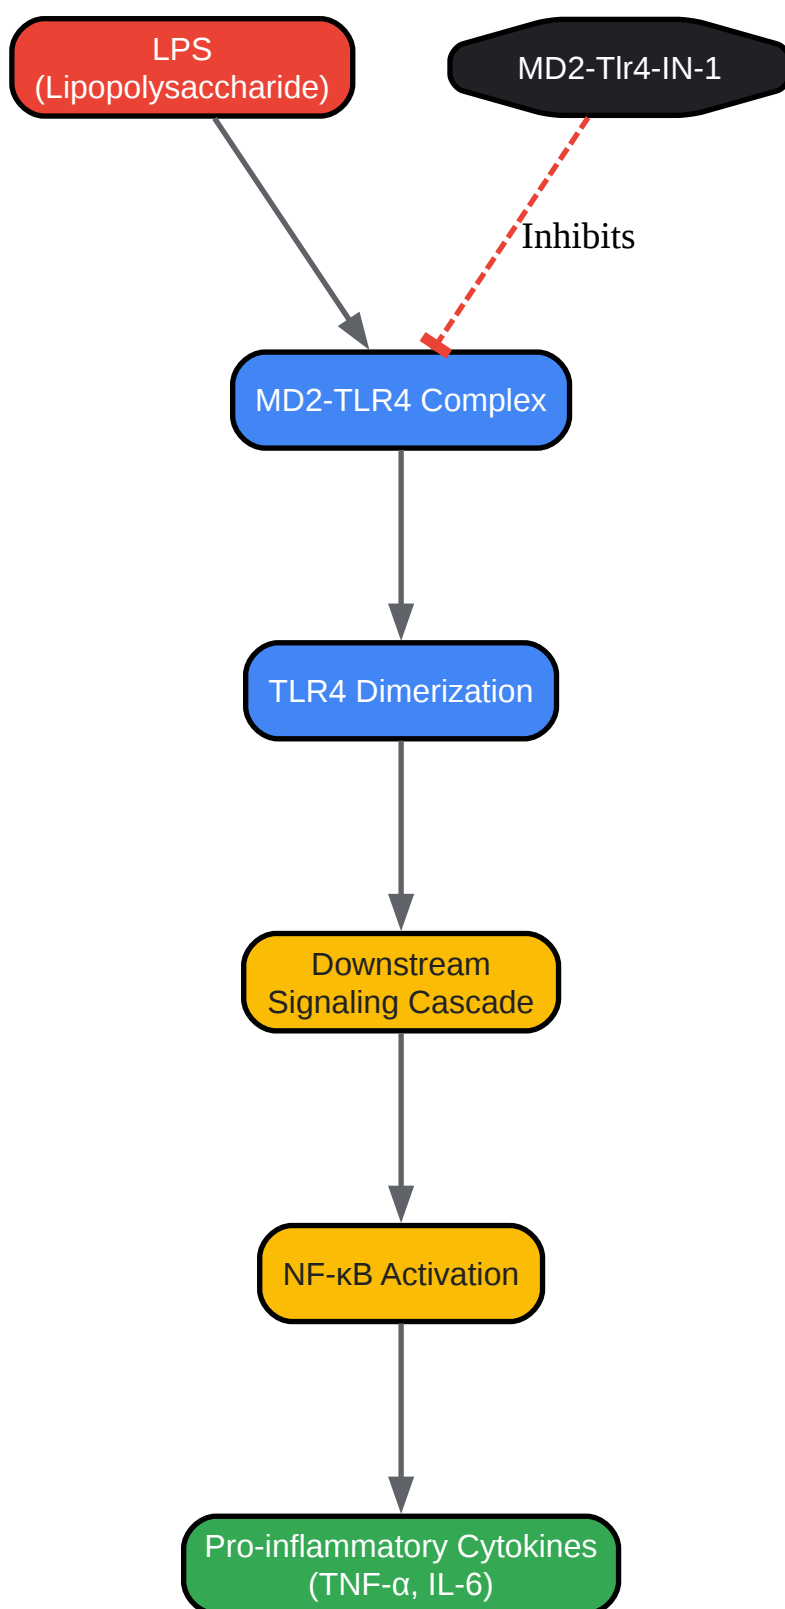 LPS
(Lipopolysaccharide)
MD2-Tlr4-IN-1
Inhibits
MD2-TLR4 Complex
TLR4 Dimerization
Downstream
Signaling Cascade
NF-κB Activation
Pro-inflammatory Cytokines
(TNF-α, IL-6)